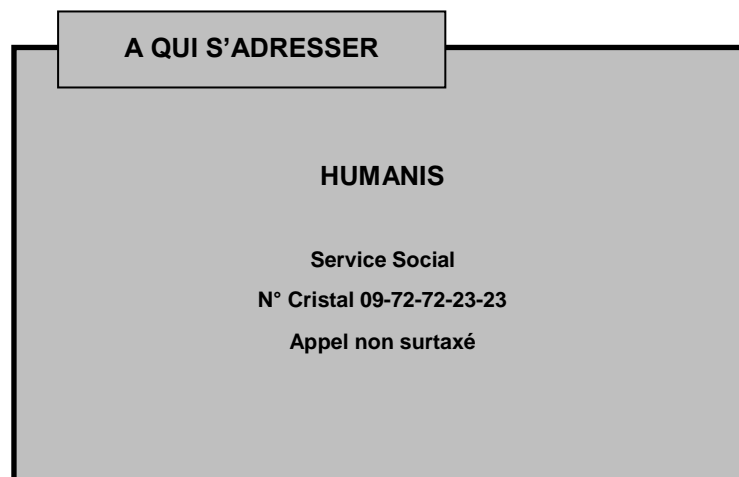 A QUI S’ADRESSER
HUMANIS
Service Social
N° Cristal 09-72-72-23-23
Appel non surtaxé